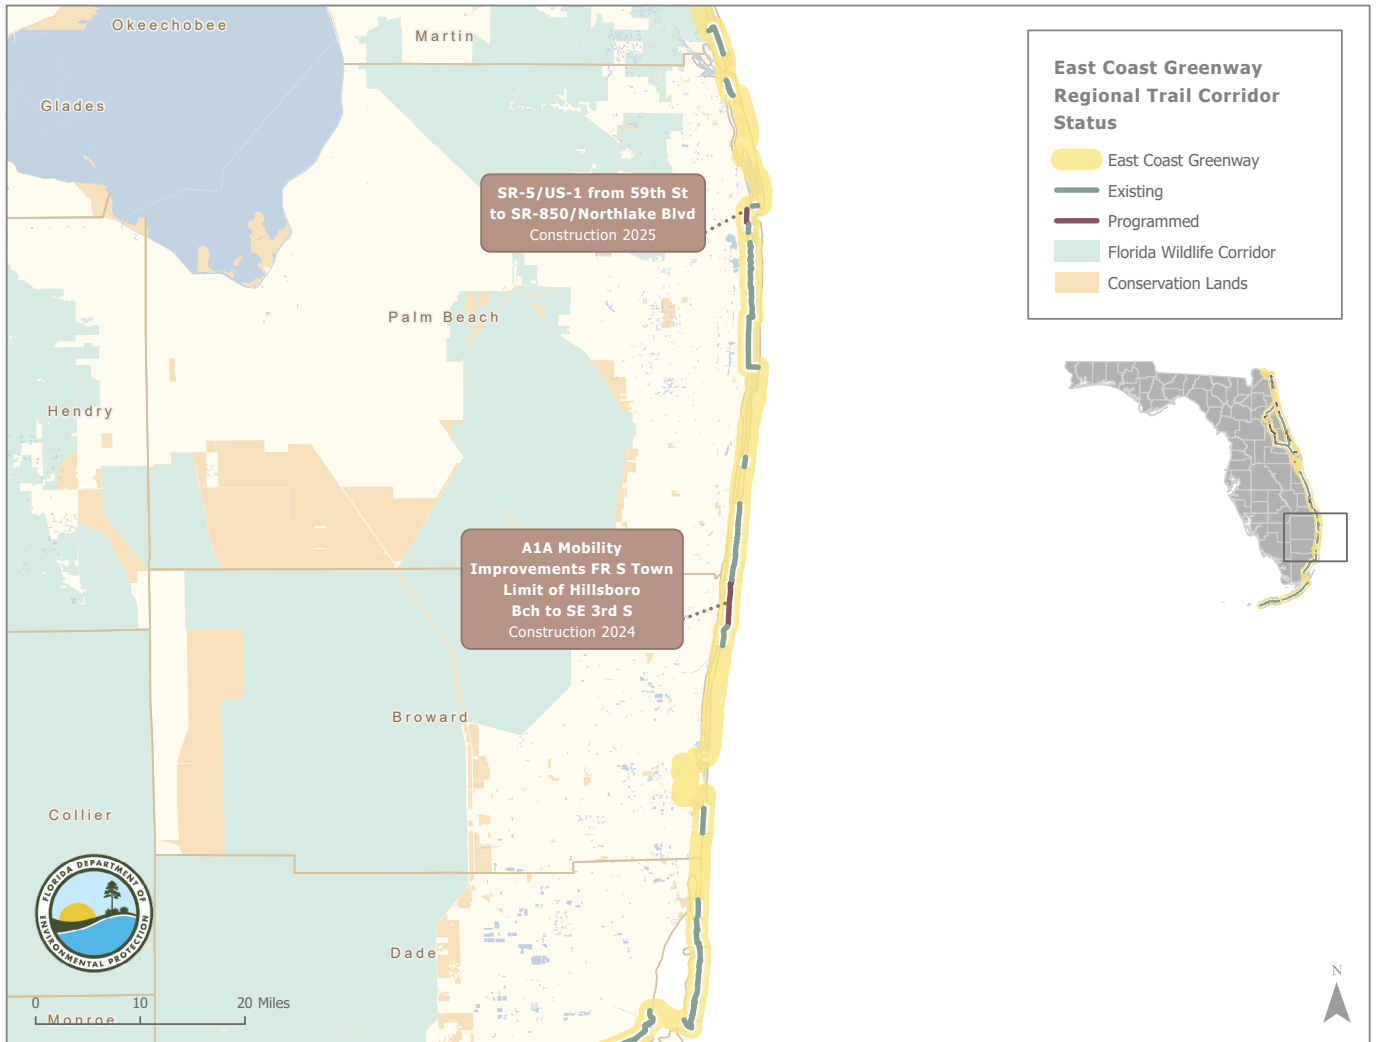 Okeechobee
Martin
Glades
East Coast Greenway
Regional Trail Corridor
Status
East Coast Greenway
Existing
Programmed
Florida Wildlife Corridor
Conservation Lands
SR-5/US-1 from 59th St
to SR-850/Northlake Blvd
Construction 2025
Palm Beach
Hendry
A1A Mobility
Improvements FR S Town
Limit of Hillsboro
Bch to SE 3rd S
Construction 2024
Broward
Collier
FLORIDA DEPARTMENT OF
ENVIRONMENTAL PROTECTION
Dade
N
0 10 20 Miles
Monroe